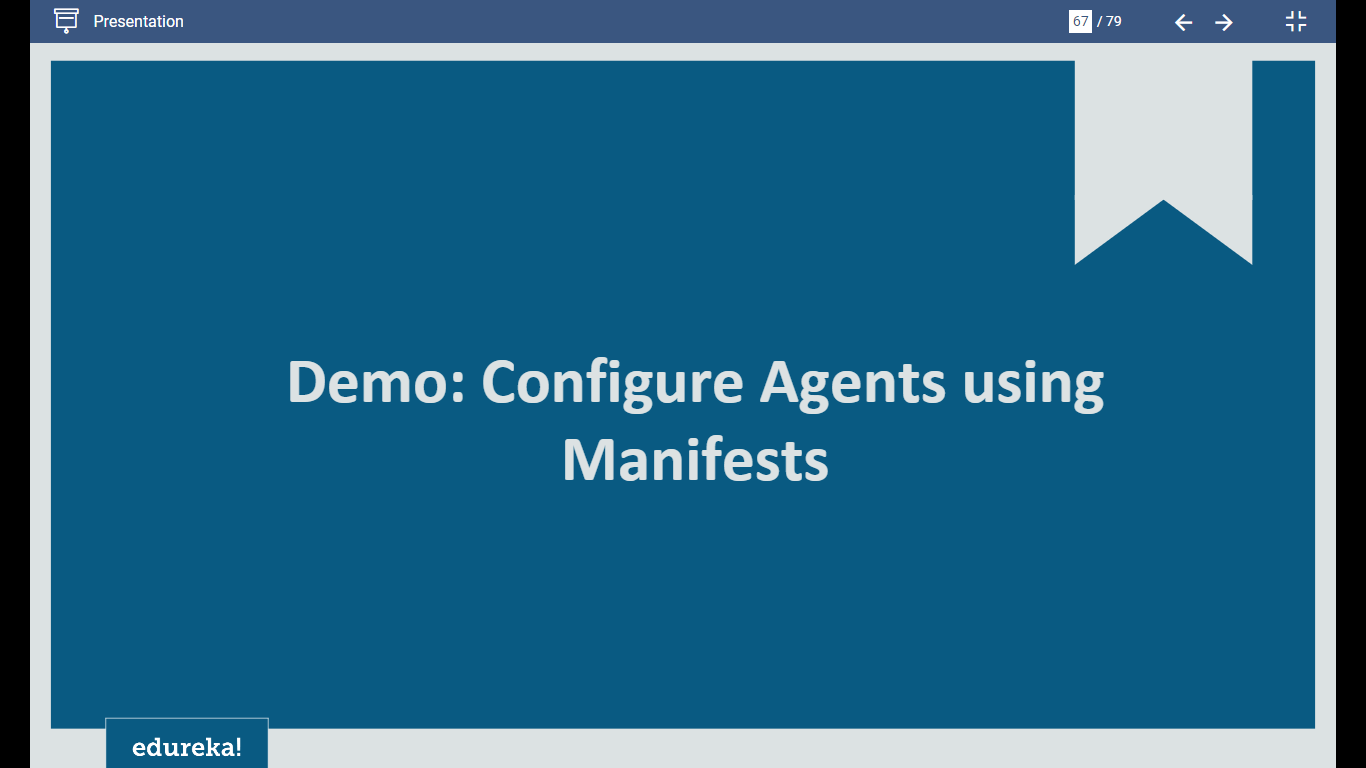 Presentation
67 / 79
Demo: Configure Agents using
Manifests
edureka!